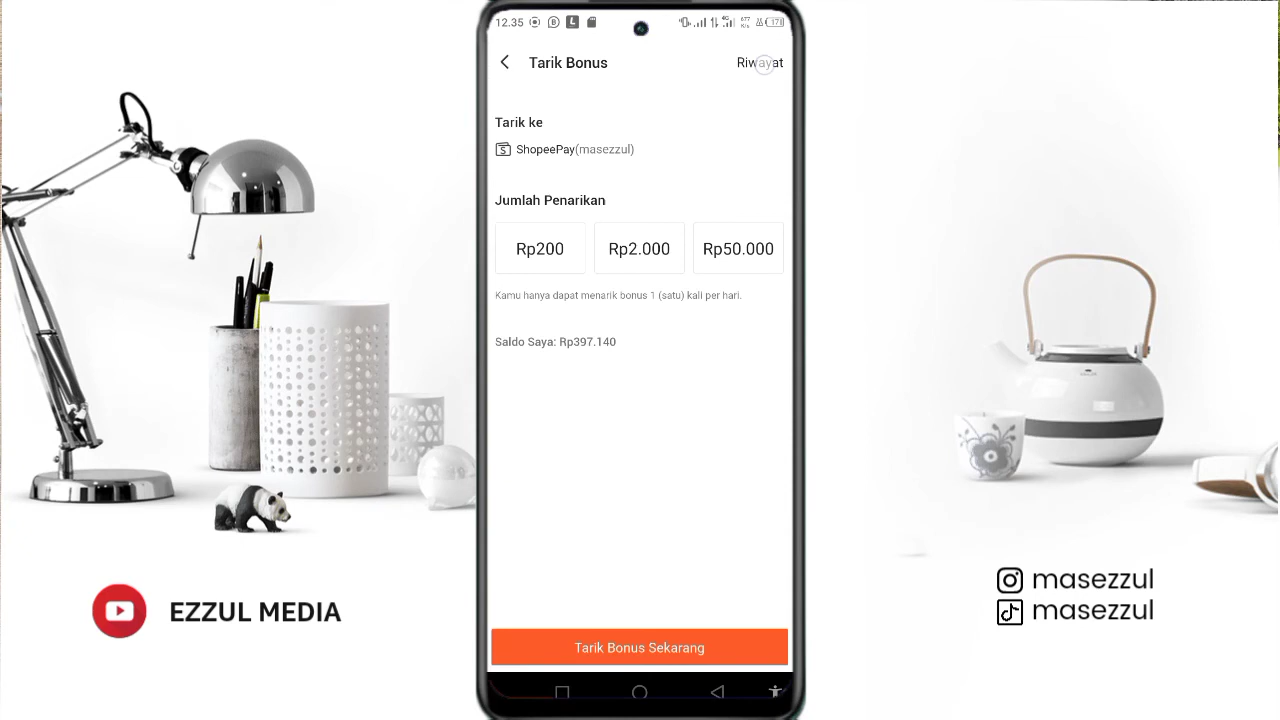 12.35
Tarik Bonus
Riwayat
Tarik ke
ShopeePay(masezzul)
Jumlah Penarikan
Rp200
Rp2.000
Rp50.000
Kamu hanya dapat menarik bonus 1 (satu) kali per hari.
Saldo Saya: Rp397.140
Tarik Bonus Sekarang
EZZUL MEDIA
masezzul
masezzul